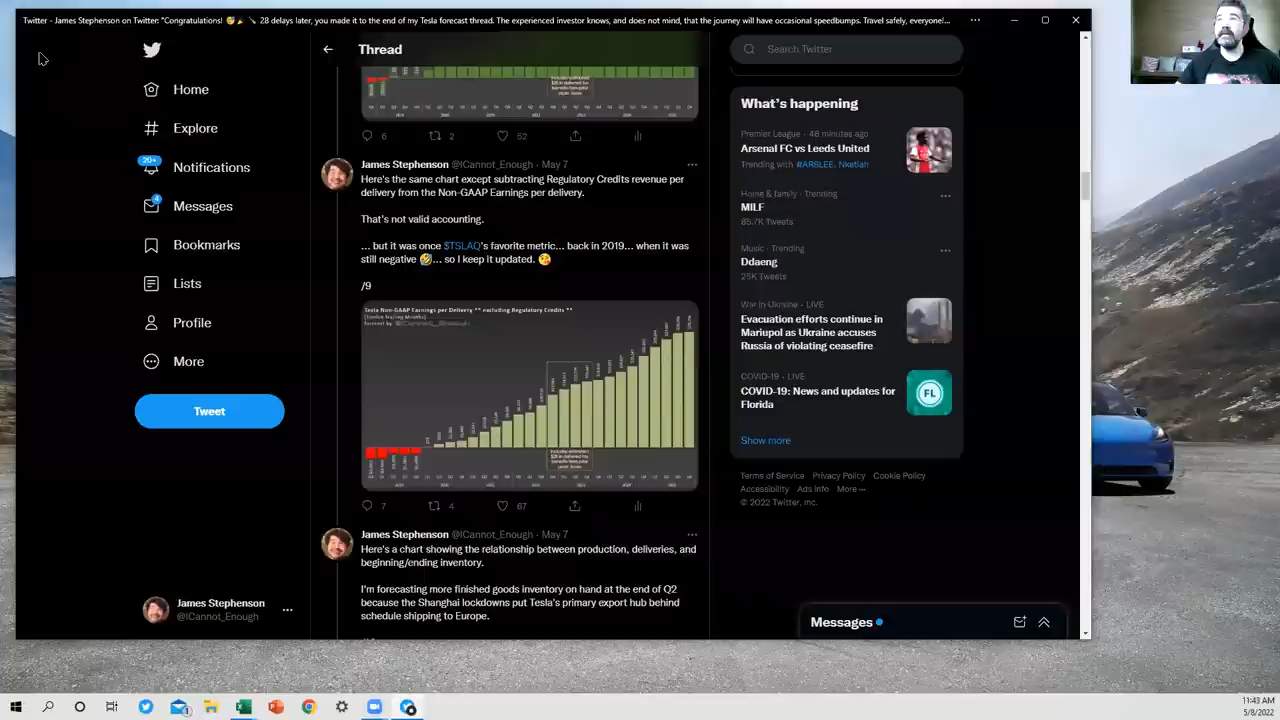 Twitter - James Stephenson on Twitter: "Congratulations! 🥳🎉 🍾 28 delays later, you made it to the end of my Tesla forecast thread. The experienced investor knows, and does not mind, that the journey will have occasional speedbumps. Travel safely, everyone!...
Thread
Search Twitter
Home
Explore
20+
Notifications
4
Messages
Bookmarks
Lists
Profile
More
Tweet
James Stephenson
@ICannot_Enough
6
2
52
James Stephenson @ICannot_Enough · May 7
Here's the same chart except subtracting Regulatory Credits revenue per
delivery from the Non-GAAP Earnings per delivery.
That's not valid accounting.
... but it was once $TSLAQ's favorite metric... back in 2019... when it was
still negative 🤣... so I keep it updated. 😘
/9
Tesla Non-GAAP Earnings per Delivery ** excluding Regulatory Credits **
7
4
67
James Stephenson @ICannot_Enough · May 7
Here's a chart showing the relationship between production, deliveries, and
beginning/ending inventory.
I'm forecasting more finished goods inventory on hand at the end of Q2
because the Shanghai lockdowns put Tesla's primary export hub behind
schedule shipping to Europe.
What's happening
Premier League · 48 minutes ago
Arsenal FC vs Leeds United
Trending with #ARSLEE, Nketiah
Home & family · Trending
MILF
85.7K Tweets
Music · Trending
Ddaeng
25K Tweets
War in Ukraine · LIVE
Evacuation efforts continue in
Mariupol as Ukraine accuses
Russia of violating ceasefire
COVID-19 · LIVE
COVID-19: News and updates for
Florida
FL
Show more
Terms of Service Privacy Policy Cookie Policy
Accessibility Ads info More ···
© 2022 Twitter, Inc.
Messages
11:43 AM
5/8/2022